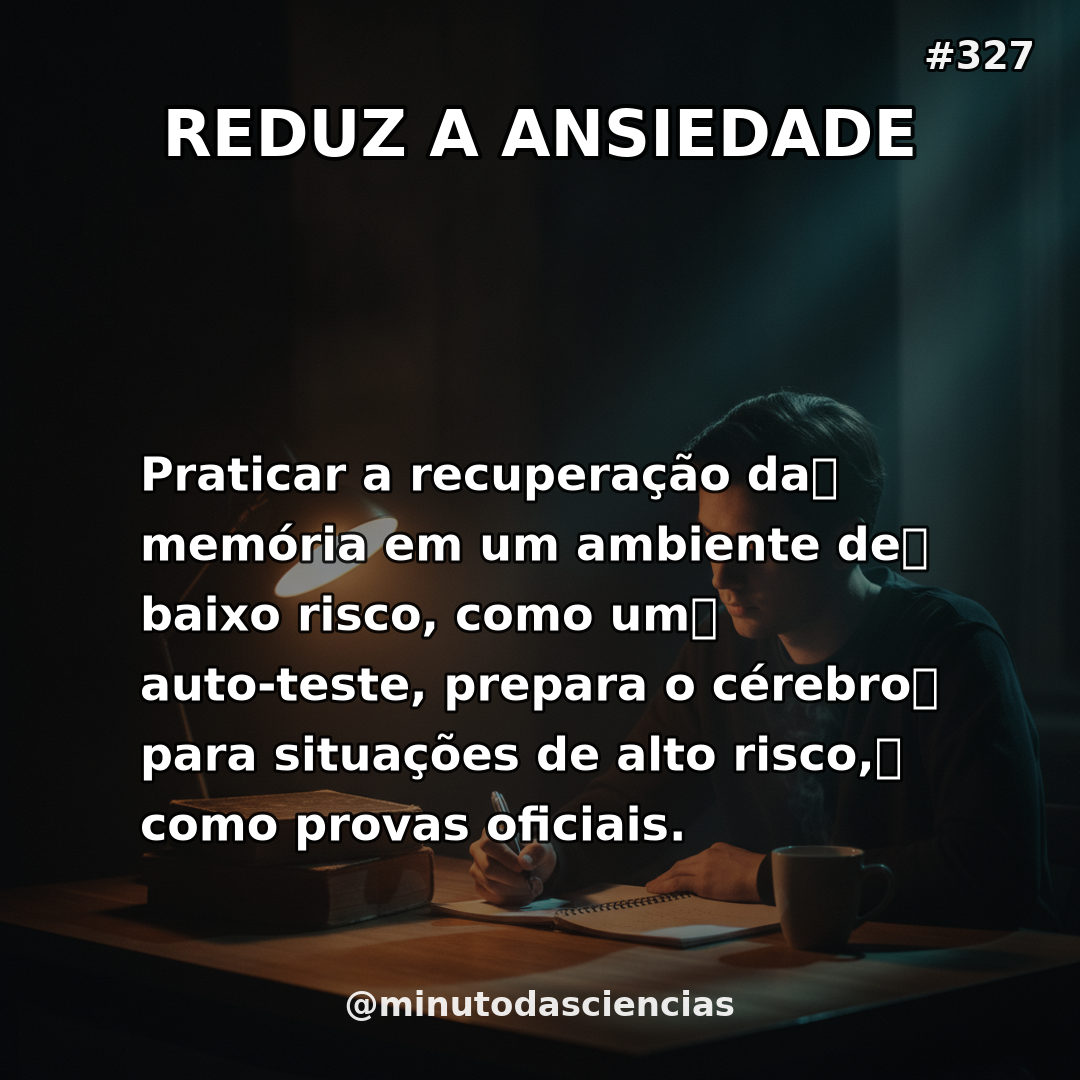 #327
REDUZ A ANSIEDADE
Praticar a recuperação da▯
memória em um ambiente de▯
baixo risco, como um▯
auto-teste, prepara o cérebro▯
para situações de alto risco,▯
como provas oficiais.
@minutodasciencias